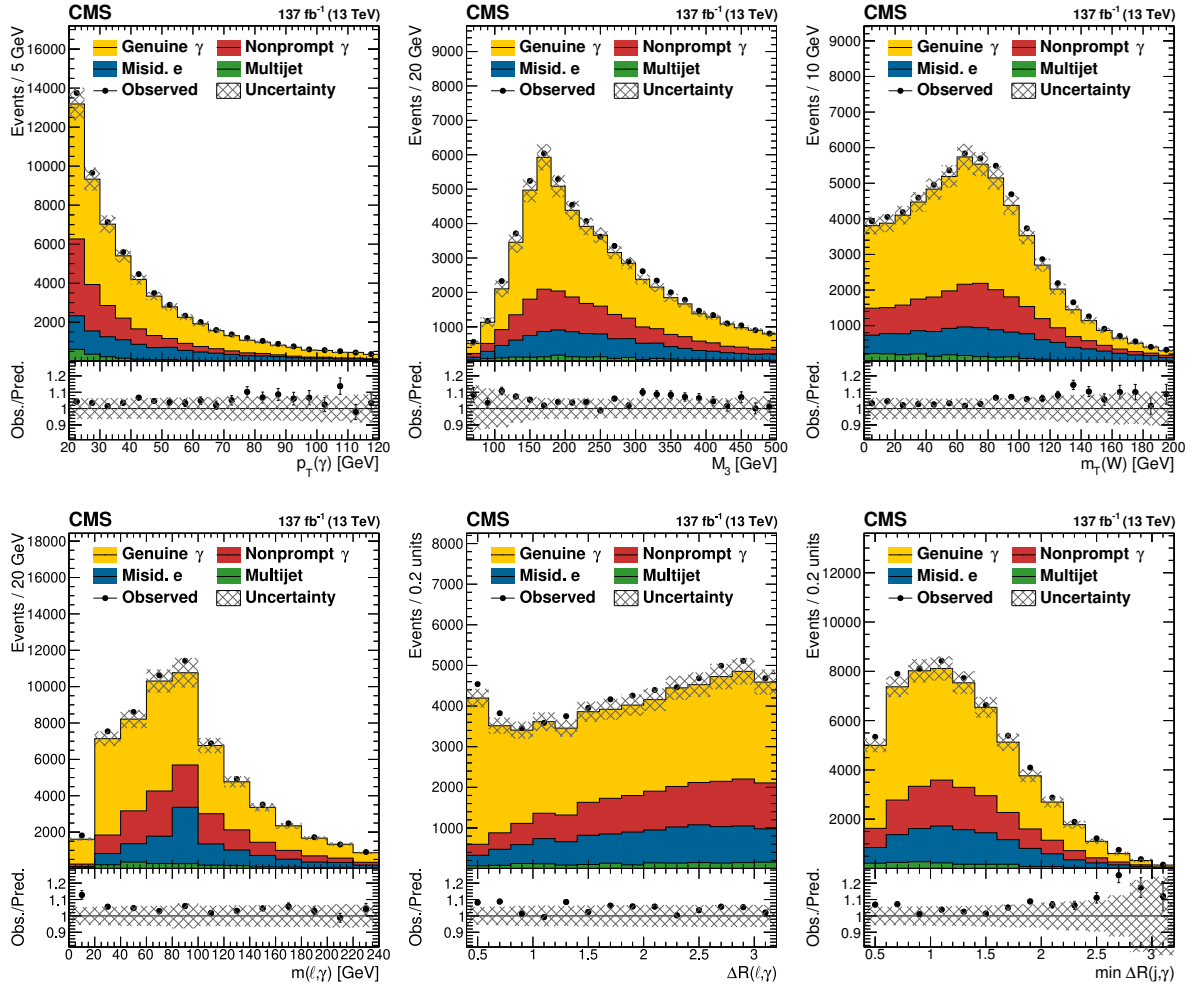 CMS 137 fb⁻¹ (13 TeV)
Events / 5 GeV
Genuine γ Nonprompt γ
Misid. e Multijet
Observed Uncertainty
16000
14000
12000
10000
8000
6000
4000
2000
Obs./Pred.
1.2
1.1
1
0.9
20 30 40 50 60 70 80 90 100 110 120
p_T(γ) [GeV]
CMS 137 fb⁻¹ (13 TeV)
Events / 20 GeV
Genuine γ Nonprompt γ
Misid. e Multijet
Observed Uncertainty
9000
8000
7000
6000
5000
4000
3000
2000
1000
Obs./Pred.
1.2
1.1
1
0.9
100 150 200 250 300 350 400 450 500
M₃ [GeV]
CMS 137 fb⁻¹ (13 TeV)
Events / 10 GeV
Genuine γ Nonprompt γ
Misid. e Multijet
Observed Uncertainty
9000
8000
7000
6000
5000
4000
3000
2000
1000
Obs./Pred.
1.2
1.1
1
0.9
0 20 40 60 80 100 120 140 160 180 200
m_T(W) [GeV]
CMS 137 fb⁻¹ (13 TeV)
Events / 20 GeV
Genuine γ Nonprompt γ
Misid. e Multijet
Observed Uncertainty
18000
16000
14000
12000
10000
8000
6000
4000
2000
Obs./Pred.
1.2
1.1
1
0.9
0 20 40 60 80 100 120 140 160 180 200 220 240
m(ℓ,γ) [GeV]
CMS 137 fb⁻¹ (13 TeV)
Events / 0.2 units
Genuine γ Nonprompt γ
Misid. e Multijet
Observed Uncertainty
8000
7000
6000
5000
4000
3000
2000
1000
Obs./Pred.
1.2
1.1
1
0.9
0.5 1 1.5 2 2.5 3
ΔR(ℓ,γ)
CMS 137 fb⁻¹ (13 TeV)
Events / 0.2 units
Genuine γ Nonprompt γ
Misid. e Multijet
Observed Uncertainty
12000
10000
8000
6000
4000
2000
Obs./Pred.
1.2
1.1
1
0.9
0.5 1 1.5 2 2.5 3
min ΔR(j,γ)